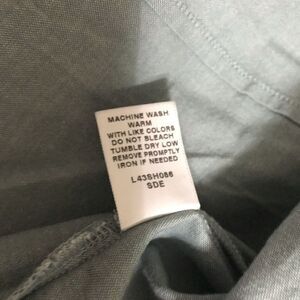 MACHINE WASH
WARM
WITH LIKE COLORS
DO NOT BLEACH
TUMBLE DRY LOW
REMOVE PROMPTLY
IRON IF NEEDED
L43SH086
SDE